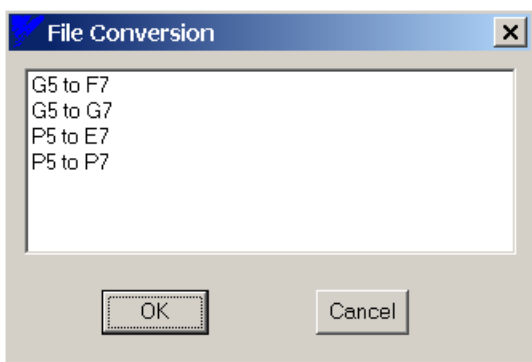 File Conversion
G5 to F7
G5 to G7
P5 to E7
P5 to P7
OK
Cancel